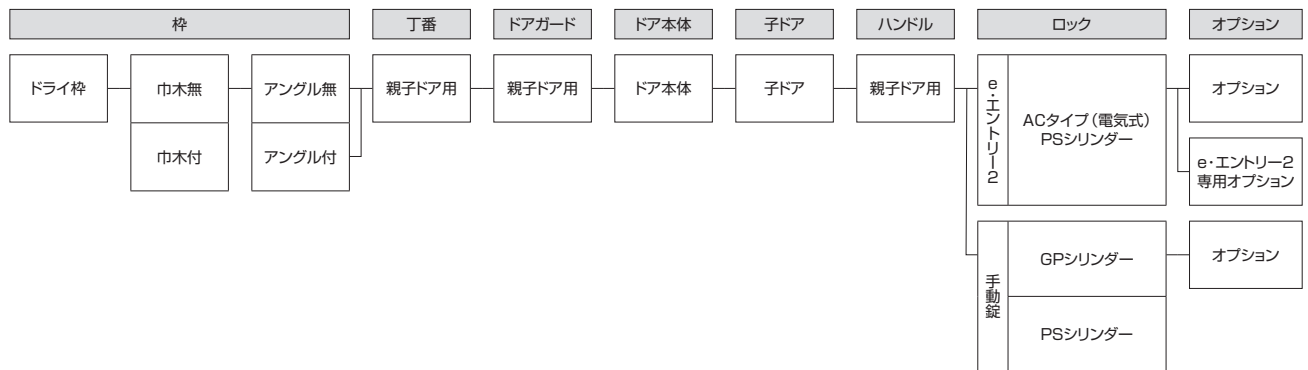 枠
丁番
ドアガード
ドア本体
子ドア
ハンドル
ロック
オプション
ドライ枠
巾木無
巾木付
アングル無
アングル付
親子ドア用
親子ドア用
ドア本体
子ドア
親子ドア用
e・エントリー2
ACタイプ(電気式)
PSシリンダー
オプション
e・エントリー2
専用オプション
手動錠
GPシリンダー
PSシリンダー
オプション